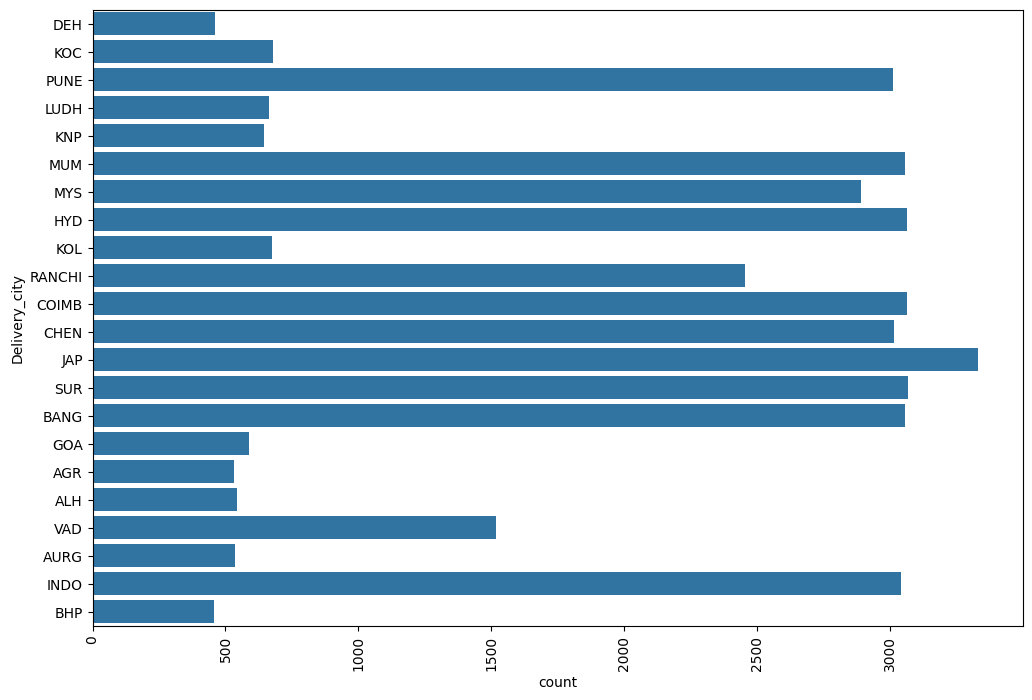 DEH
KOC
PUNE
LUDH
KNP
MUM
MYS
HYD
KOL
RANCHI
COIMB
CHEN
JAP
SUR
BANG
GOA
AGR
ALH
VAD
AURG
INDO
BHP
Delivery_city
0 500 1000 1500 2000 2500 3000
count